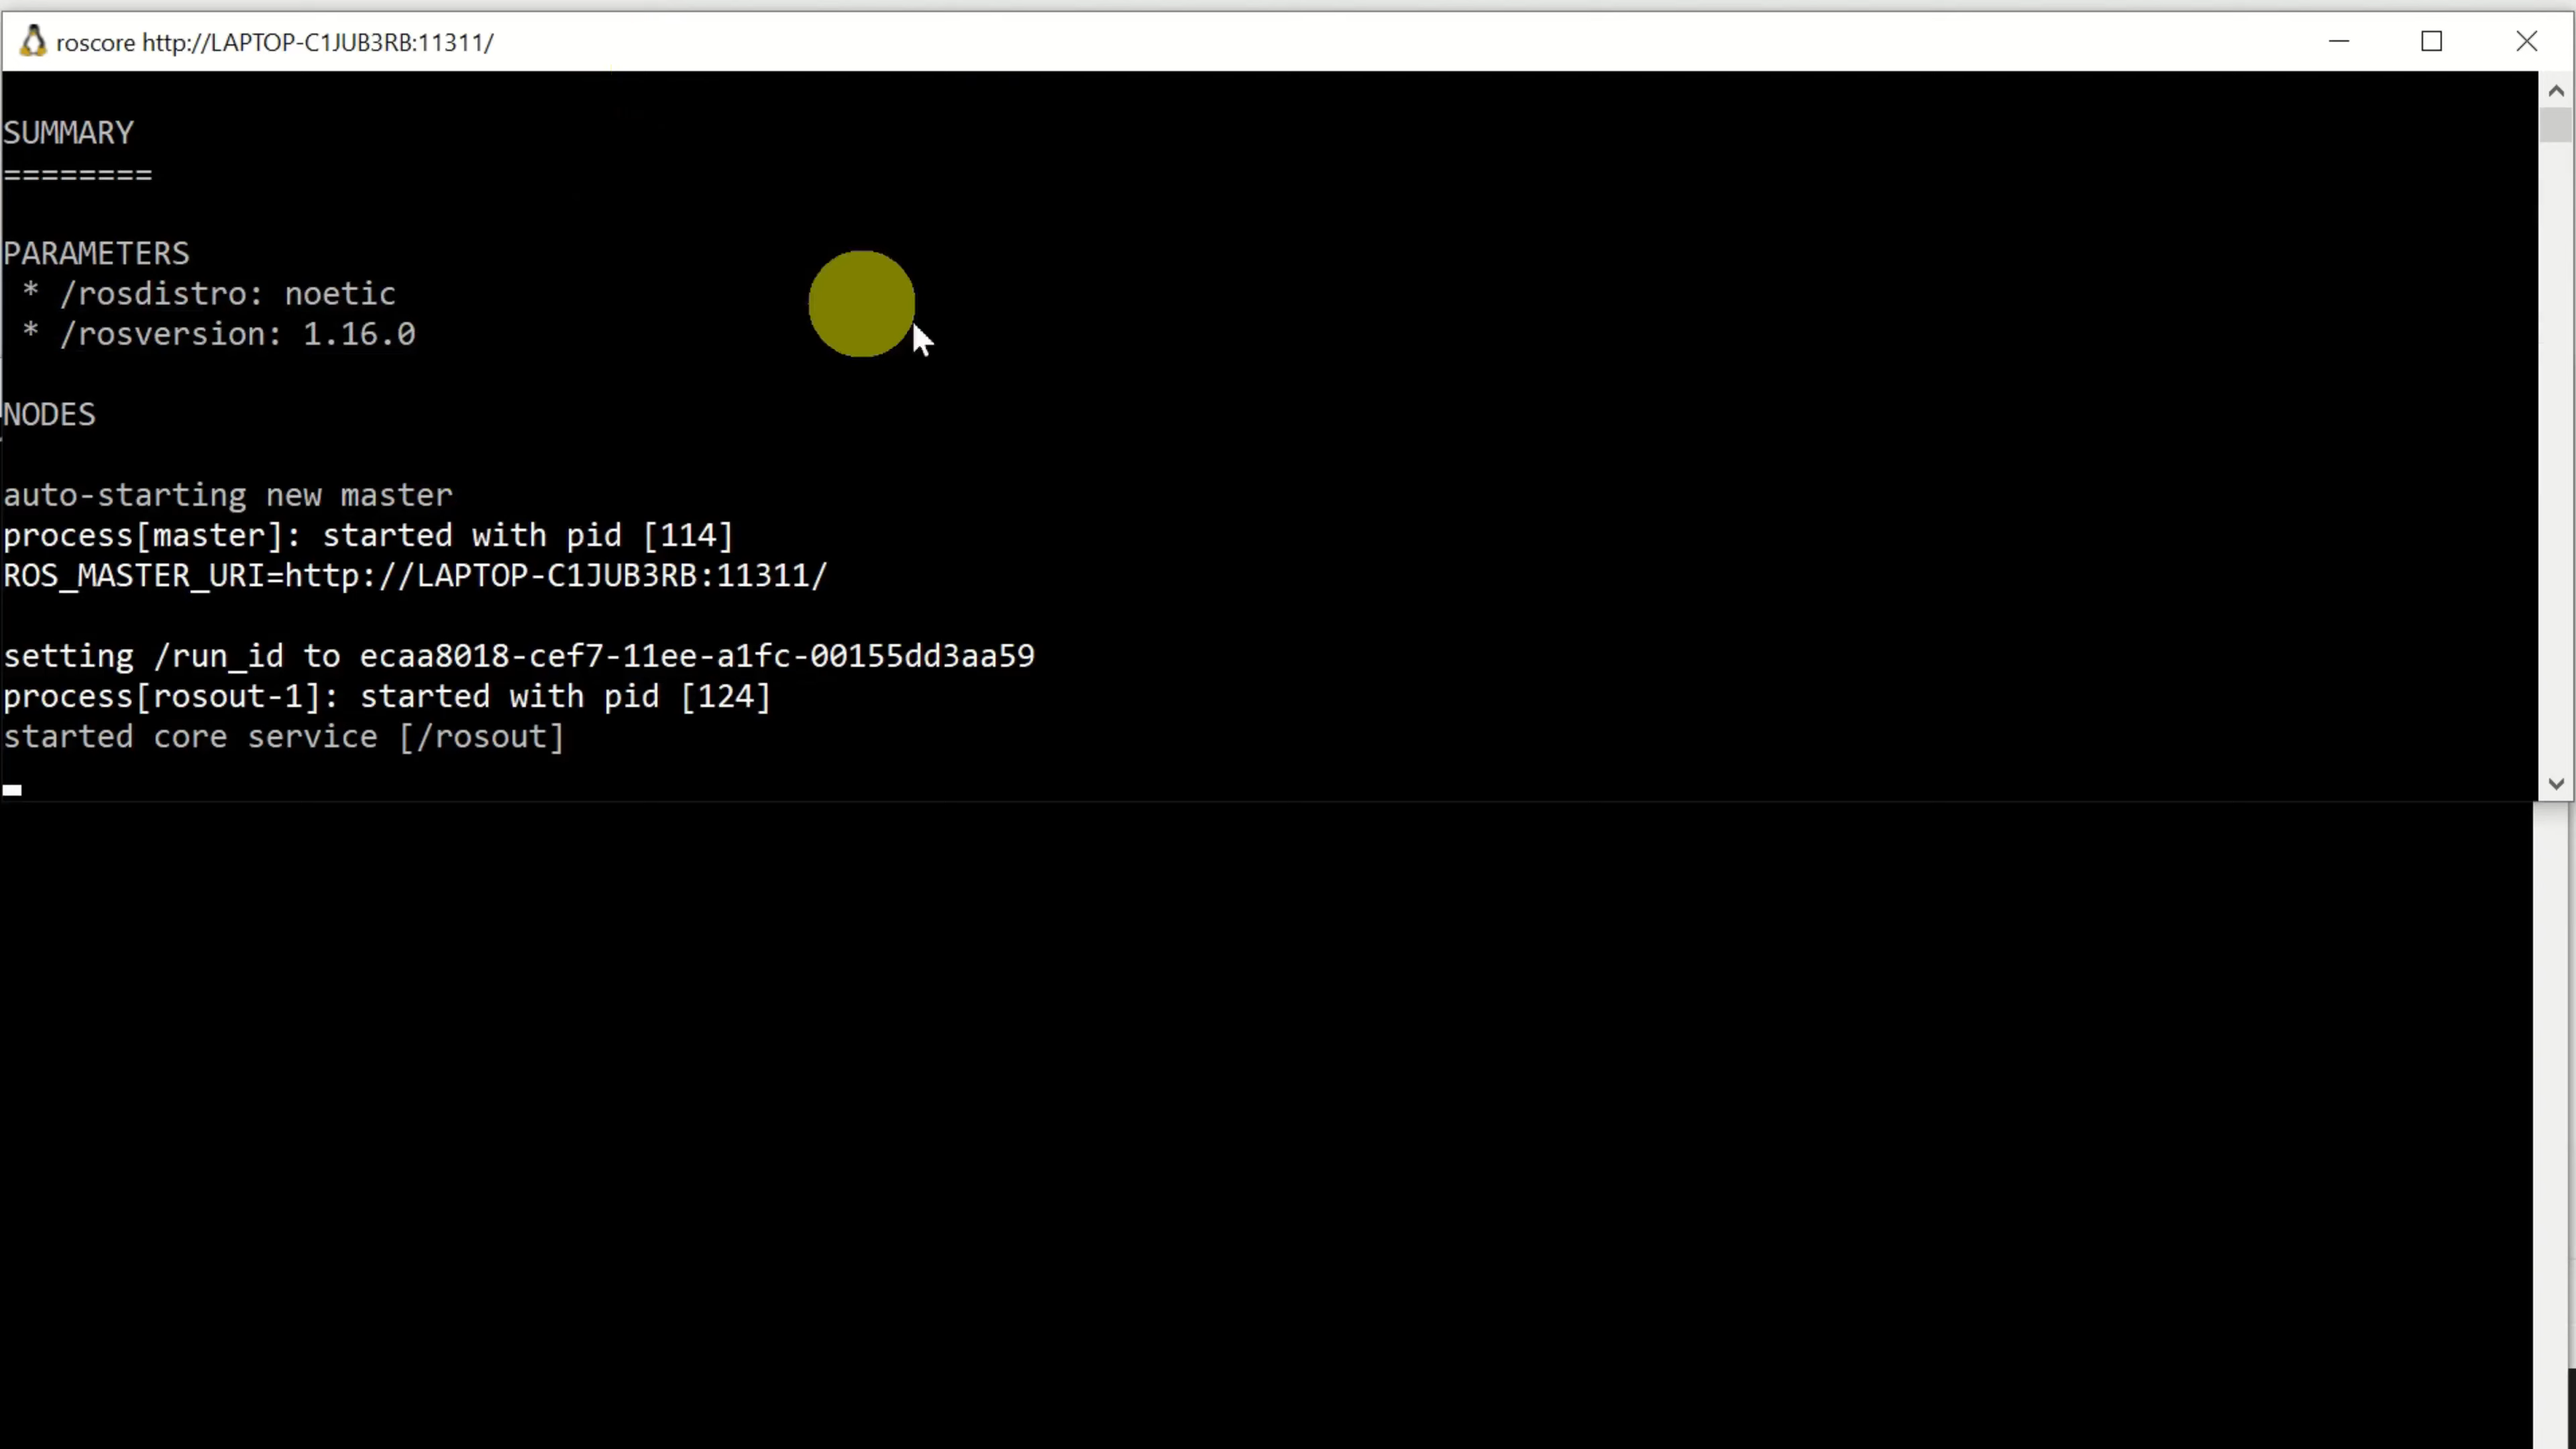 roscore http://LAPTOP-C1JUB3RB:11311/
SUMMARY
========
PARAMETERS
* /rosdistro: noetic
* /rosversion: 1.16.0
NODES
auto-starting new master
process[master]: started with pid [114]
ROS_MASTER_URI=http://LAPTOP-C1JUB3RB:11311/
setting /run_id to ecaa8018-cef7-11ee-a1fc-00155dd3aa59
process[rosout-1]: started with pid [124]
started core service [/rosout]